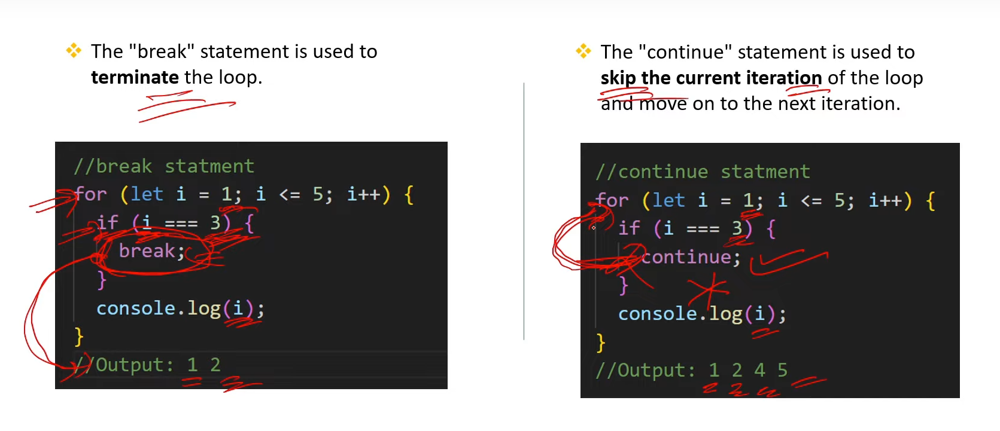 The "break" statement is used to
terminate the loop.
//break statment
for (let i = 1; i <= 5; i++) {
if (i === 3) {
break;
}
console.log(i);
}
//Output: 1 2
The "continue" statement is used to
skip the current iteration of the loop
and move on to the next iteration.
//continue statment
for (let i = 1; i <= 5; i++) {
if (i === 3) {
continue;
}
console.log(i);
}
//Output: 1 2 4 5